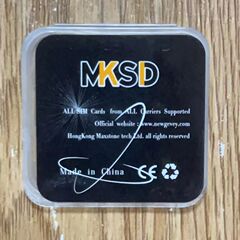 MKSD
ALL SIM Cards from ALL Carriers Supported
Official website: www.newgevey.com
HongKong Maxstone tech Ltd. all rights reserved
Made in China CE